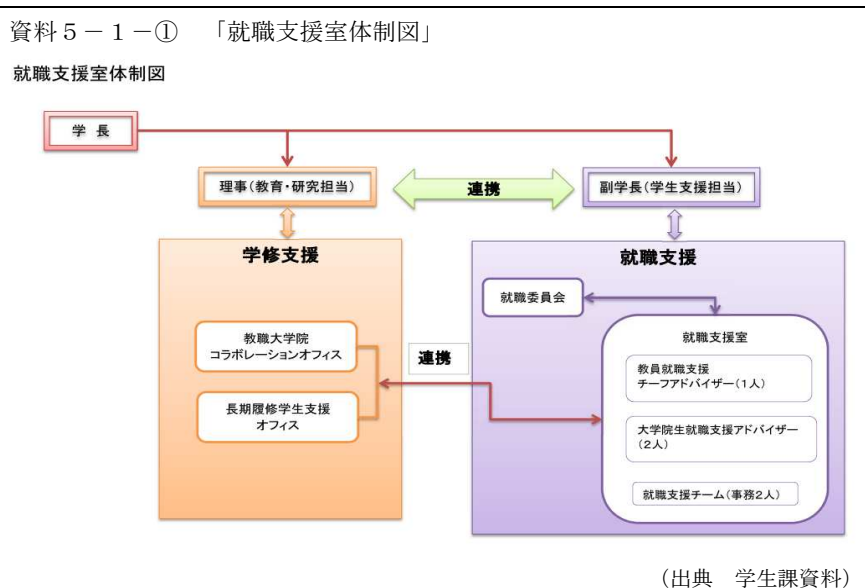 資料5-1-① 「就職支援室体制図」
就職支援室体制図
学 長
理事(教育・研究担当)
連携
副学長(学生支援担当)
学修支援
就職支援
就職委員会
教職大学院
コラボレーションオフィス
連携
就職支援室
教員就職支援
チーフアドバイザー(1人)
長期履修学生支援
オフィス
大学院生就職支援アドバイザー
(2人)
就職支援チーム(事務2人)
(出典 学生課資料)